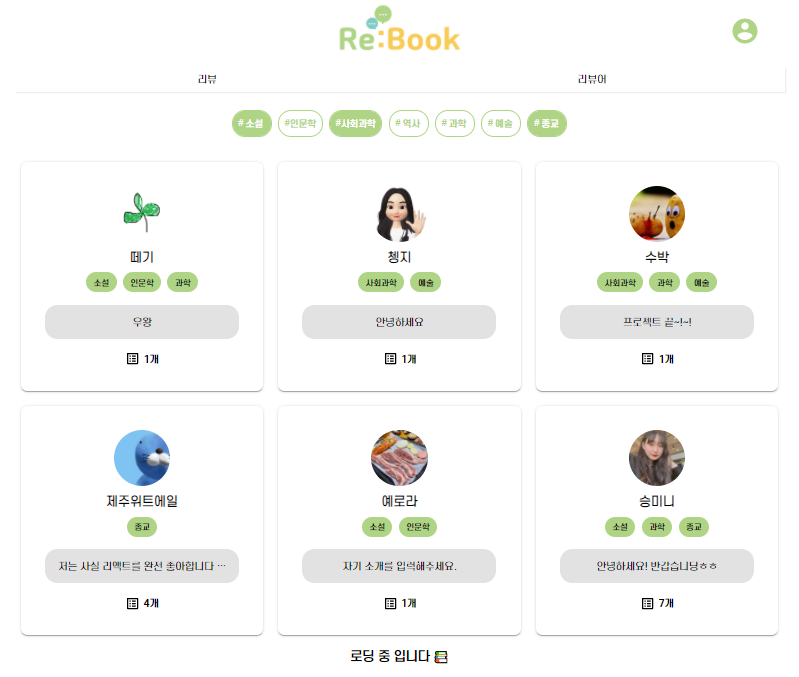 Re:Book
리뷰 리뷰어
# 소설 #인문학 #사회과학 # 역사 # 과학 # 예술 # 종교
떼기 쳉지 수박
소설 인문학 과학 사회과학 예술 사회과학 과학 예술
우왕 안녕하세요 프로젝트 끝~!~!
1개 1개 1개
제주위트에일 예로라 승미니
종교 소설 인문학 소설 과학 종교
저는 사실 리액트를 완전 좋아합니다 … 자기 소개를 입력해주세요. 안녕하세요! 반갑습니당ㅎㅎ
4개 1개 7개
로딩 중 입니다